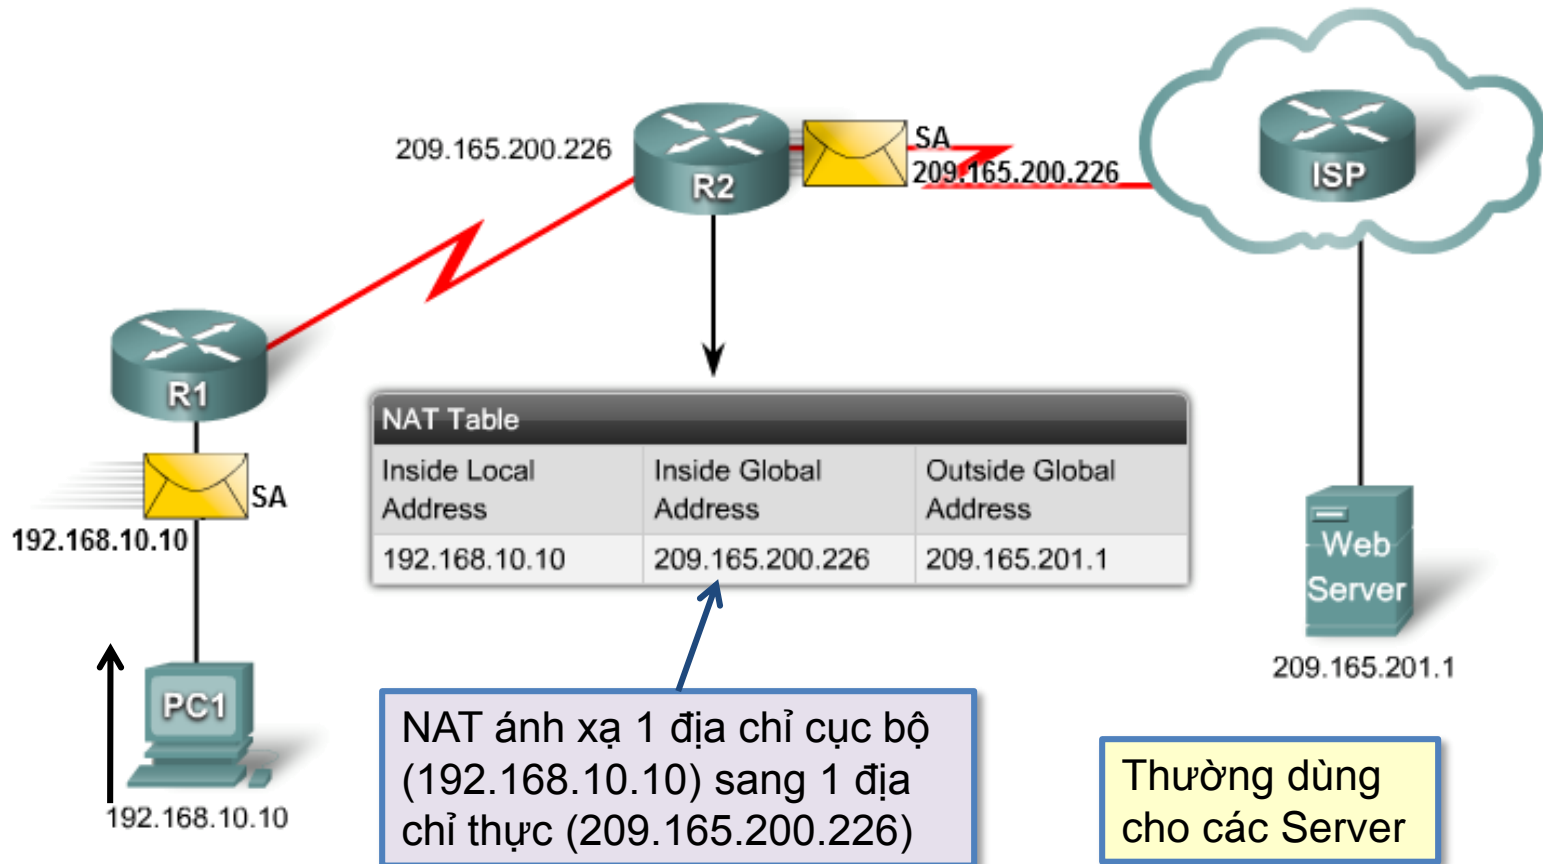 209.165.200.226
R2
SA
209.165.200.226
ISP
R1
SA
192.168.10.10
NAT Table
Inside Local Address
Inside Global Address
Outside Global Address
192.168.10.10
209.165.200.226
209.165.201.1
Web
Server
209.165.201.1
PC1
192.168.10.10
NAT ánh xạ 1 địa chỉ cục bộ
(192.168.10.10) sang 1 địa
chỉ thực (209.165.200.226)
Thường dùng
cho các Server